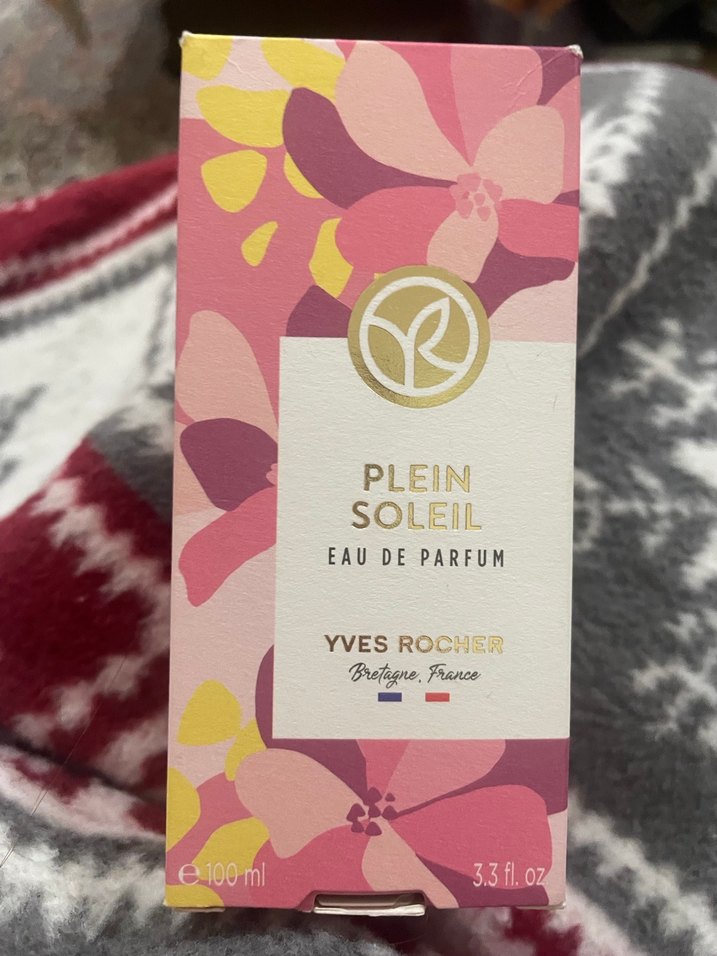 PLEIN
SOLEIL
EAU DE PARFUM
YVES ROCHER
Bretagne, France
℮ 100 ml
3.3 fl. oz